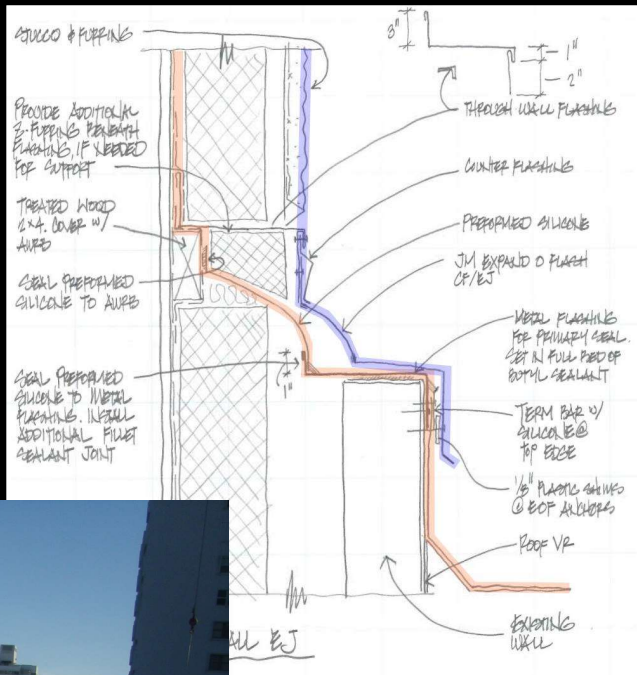 STUCCO & FURRING
PROVIDE ADDITIONAL
Z-FURRING BENEATH
FLASHING, IF NEEDED
FOR SUPPORT
TREATED WOOD
2x4. COVER W/
AWRB
SEAL PREFORMED
SILICONE TO AWRB
SEAL PREFORMED
SILICONE TO METAL
FLASHING. INSTALL
ADDITIONAL FILLET
SEALANT JOINT
1"
3"
1"
2"
THROUGH WALL FLASHING
COUNTER FLASHING
PREFORMED SILICONE
JM EXPAND O FLASH
CF/EJ
METAL FLASHING
FOR PRIMARY SEAL.
SET IN FULL BED OF
BUTYL SEALANT
TERM BAR W/
SILICONE @
TOP EDGE
1/8" PLASTIC SHIMS
@ EOF ANCHORS
ROOF VR
EXISTING
WALL
ALL EJ